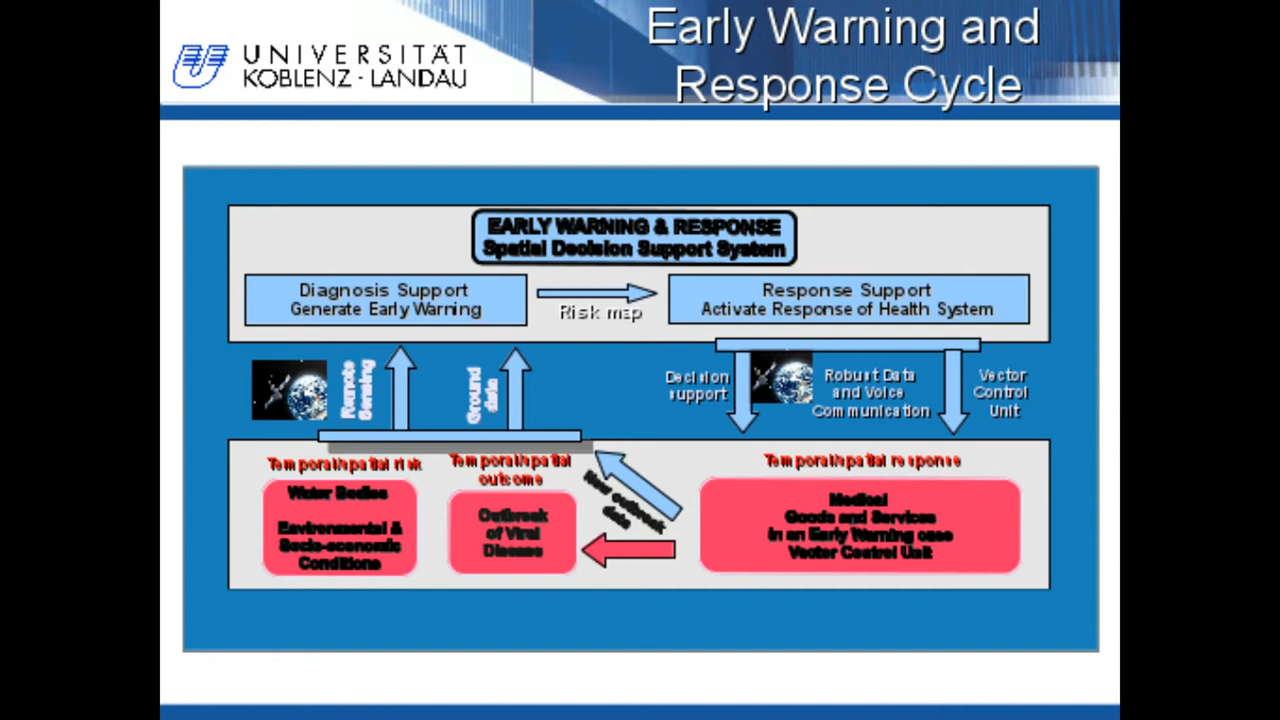 UNIVERSITÄT
KOBLENZ · LANDAU
Early Warning and
Response Cycle
EARLY WARNING & RESPONSE
Spatial Decision Support System
Diagnosis Support
Generate Early Warning
Risk map
Response Support
Activate Response of Health System
Remote
Sensing
Ground
data
Decision
support
Robust Data
and Voice
Communication
Vector
Control
Unit
Temporal/spatial risk
Water Bodies
Environmental &
Socio-economic
Conditions
Temporal/spatial
outcome
Outbreak
of Viral
Disease
New outbreak
data
Temporal/spatial response
Medical
Goods and Services
in an Early Warning case
Vector Control Unit